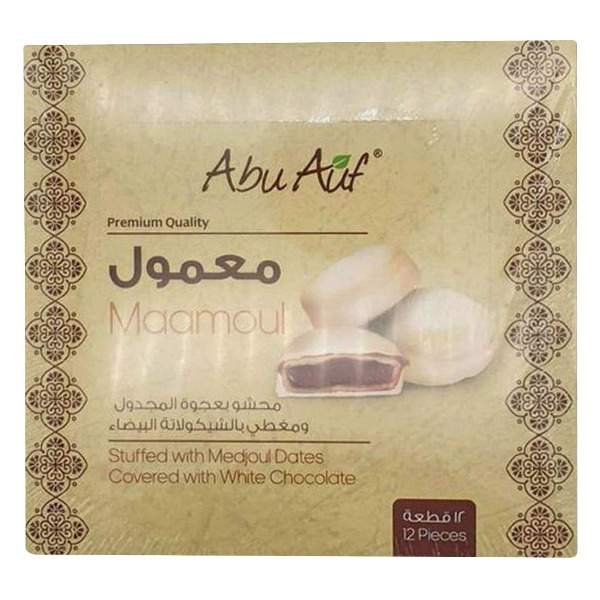 Abu Auf®
Premium Quality
معمول
Maamoul
محشو بعجوة المجدول
ومغطي بالشيكولاتة البيضاء
Stuffed with Medjoul Dates
Covered with White Chocolate
١٢ قطعة
12 Pieces